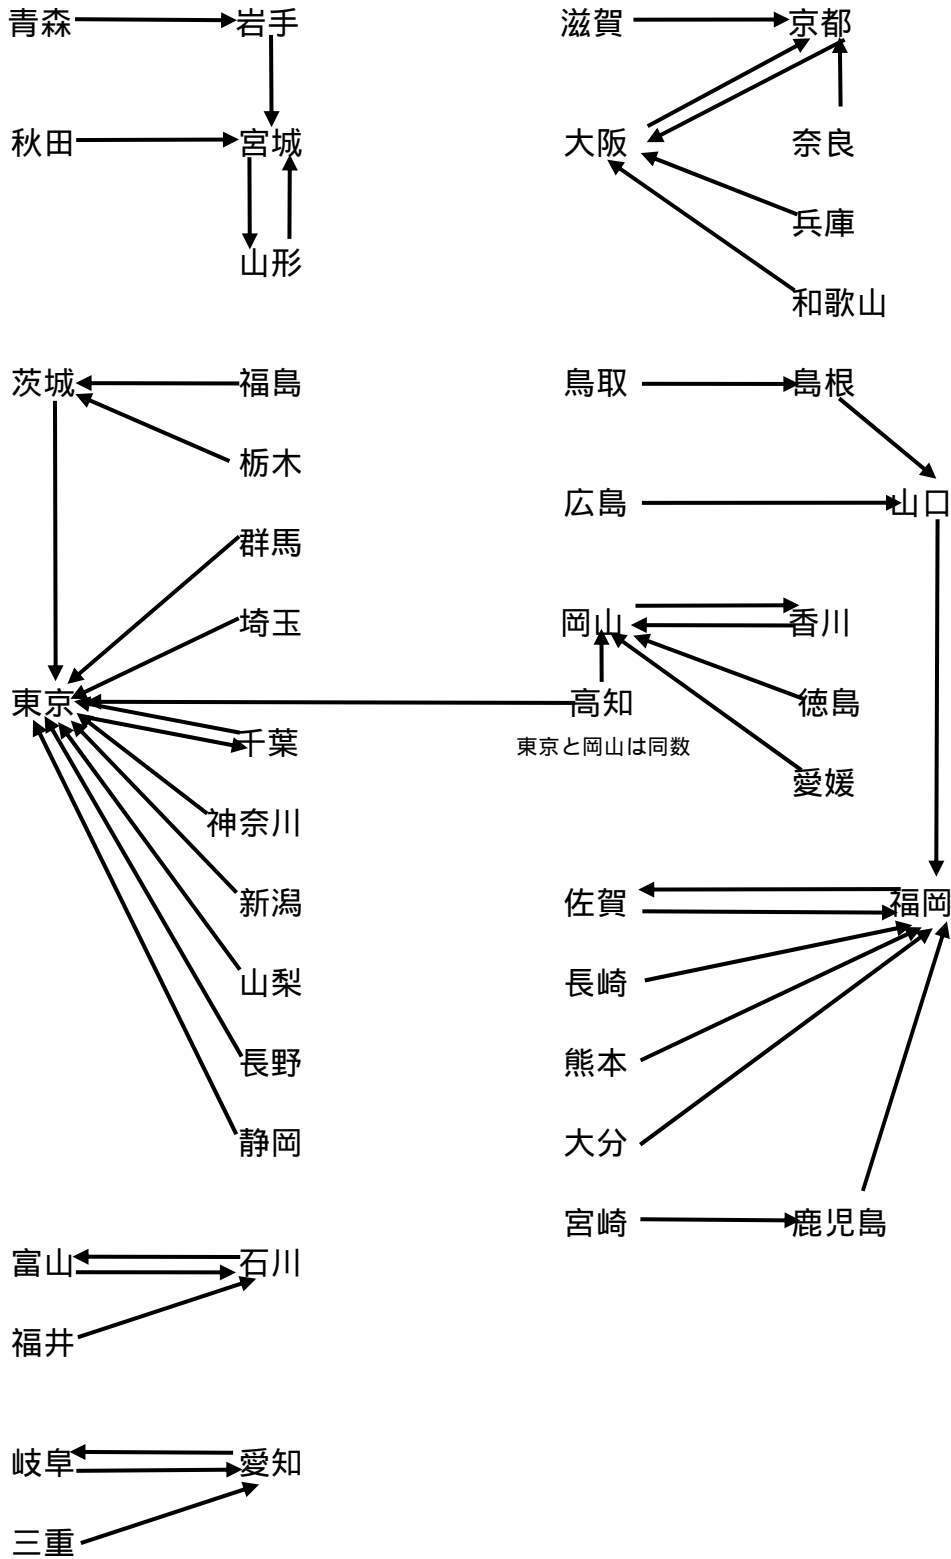 青森 岩手
秋田 宮城
山形
茨城 福島
栃木
群馬
埼玉
東京
千葉
神奈川
新潟
山梨
長野
静岡
富山 石川
福井
岐阜 愛知
三重
滋賀 京都
大阪 奈良
兵庫
和歌山
鳥取 島根
広島 山口
岡山 香川
高知 徳島
東京と岡山は同数
愛媛
佐賀 福岡
長崎
熊本
大分
宮崎 鹿児島